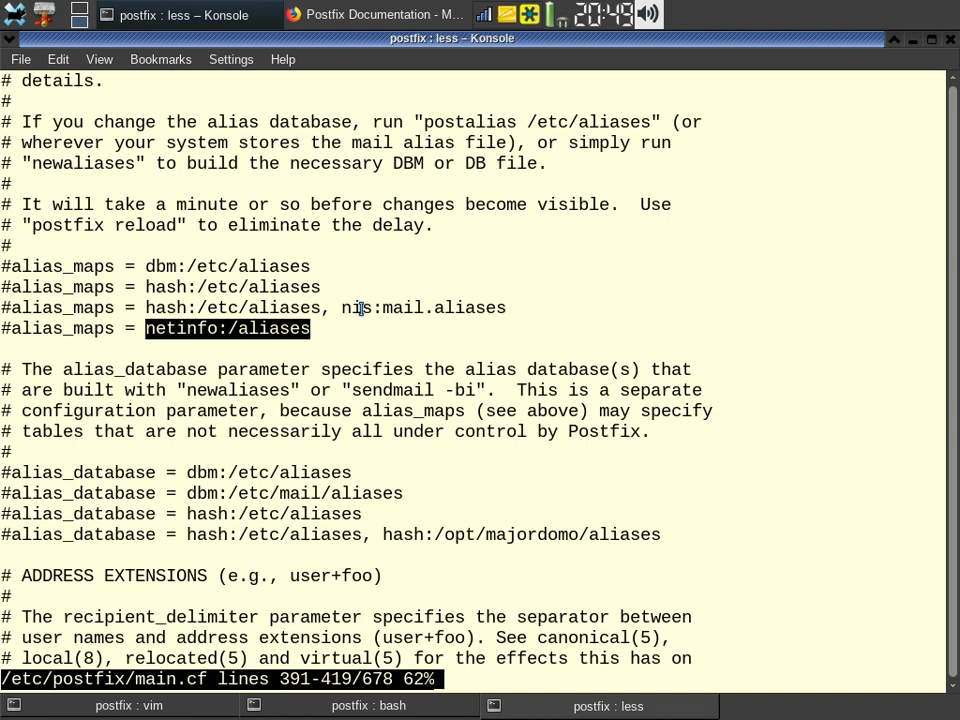 postfix : less – Konsole
Postfix Documentation - M...
20:49
postfix : less – Konsole
File Edit View Bookmarks Settings Help
# details.
#
# If you change the alias database, run "postalias /etc/aliases" (or
# wherever your system stores the mail alias file), or simply run
# "newaliases" to build the necessary DBM or DB file.
#
# It will take a minute or so before changes become visible.  Use
# "postfix reload" to eliminate the delay.
#
#alias_maps = dbm:/etc/aliases
#alias_maps = hash:/etc/aliases
#alias_maps = hash:/etc/aliases, nis:mail.aliases
#alias_maps = netinfo:/aliases
# The alias_database parameter specifies the alias database(s) that
# are built with "newaliases" or "sendmail -bi".  This is a separate
# configuration parameter, because alias_maps (see above) may specify
# tables that are not necessarily all under control by Postfix.
#
#alias_database = dbm:/etc/aliases
#alias_database = dbm:/etc/mail/aliases
#alias_database = hash:/etc/aliases
#alias_database = hash:/etc/aliases, hash:/opt/majordomo/aliases
# ADDRESS EXTENSIONS (e.g., user+foo)
#
# The recipient_delimiter parameter specifies the separator between
# user names and address extensions (user+foo). See canonical(5),
# local(8), relocated(5) and virtual(5) for the effects this has on
/etc/postfix/main.cf lines 391-419/678 62%
postfix : vim
postfix : bash
postfix : less